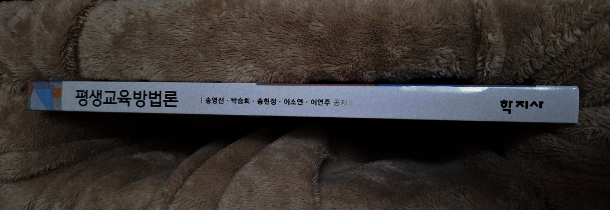 평생교육방법론 | 송영선 · 박승희 · 송현정 · 이소연 · 이연주 공저 | 학지사